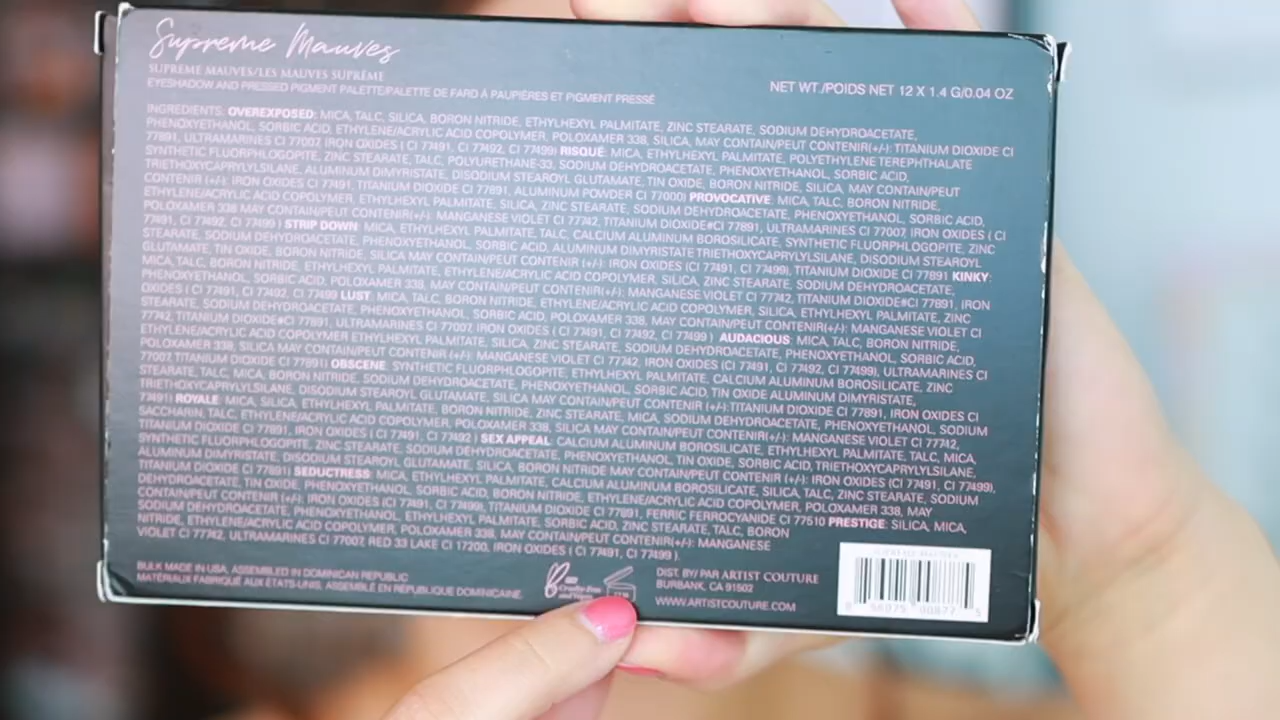 Supreme Mauves
SUPREME MAUVES/LES MAUVES SUPRÊME
EYESHADOW AND PRESSED PIGMENT PALETTE/PALETTE DE FARD À PAUPIÈRES ET PIGMENT PRESSÉ
NET WT./POIDS NET 12 X 1.4 G/0.04 OZ
INGREDIENTS: OVEREXPOSED: MICA, TALC, SILICA, BORON NITRIDE, ETHYLHEXYL PALMITATE, ZINC STEARATE, SODIUM DEHYDROACETATE,
PHENOXYETHANOL, SORBIC ACID, ETHYLENE/ACRYLIC ACID COPOLYMER, POLOXAMER 338, SILICA, MAY CONTAIN/PEUT CONTENIR(+/-): TITANIUM DIOXIDE CI
77891, ULTRAMARINES CI 77007, IRON OXIDES ( CI 77491, CI 77492, CI 77499) RISQUÉ: MICA, ETHYLHEXYL PALMITATE, POLYETHYLENE TEREPHTHALATE
SYNTHETIC FLUORPHLOGOPITE, ZINC STEARATE, TALC, POLYURETHANE-33, SODIUM DEHYDROACETATE, PHENOXYETHANOL, SORBIC ACID,
TRIETHOXYCAPRYLYLSILANE, ALUMINUM DIMYRISTATE, DISODIUM STEAROYL GLUTAMATE, TIN OXIDE, BORON NITRIDE, SILICA, MAY CONTAIN/PEUT
CONTENIR (+/-): IRON OXIDES CI 77491, TITANIUM DIOXIDE CI 77891, ALUMINUM POWDER CI 77000) PROVOCATIVE: MICA, TALC, BORON NITRIDE,
ETHYLENE/ACRYLIC ACID COPOLYMER, ETHYLHEXYL PALMITATE, SILICA, ZINC STEARATE, SODIUM DEHYDROACETATE, PHENOXYETHANOL, SORBIC ACID,
POLOXAMER 338 MAY CONTAIN/PEUT CONTENIR(+/-): MANGANESE VIOLET CI 77742, TITANIUM DIOXIDE#CI 77891, ULTRAMARINES CI 77007, IRON OXIDES ( CI
77491, CI 77492, CI 77499 ) STRIP DOWN: MICA, ETHYLHEXYL PALMITATE, TALC, CALCIUM ALUMINUM BOROSILICATE, SYNTHETIC FLUORPHLOGOPITE, ZINC
STEARATE, SODIUM DEHYDROACETATE, PHENOXYETHANOL, SORBIC ACID, ALUMINUM DIMYRISTATE TRIETHOXYCAPRYLYLSILANE, DISODIUM STEAROYL
GLUTAMATE, TIN OXIDE, BORON NITRIDE, SILICA MAY CONTAIN/PEUT CONTENIR (+/-): IRON OXIDES (CI 77491, CI 77499), TITANIUM DIOXIDE CI 77891 KINKY:
MICA, TALC, BORON NITRIDE, ETHYLHEXYL PALMITATE, ETHYLENE/ACRYLIC ACID COPOLYMER, SILICA, ZINC STEARATE, SODIUM DEHYDROACETATE,
PHENOXYETHANOL, SORBIC ACID, POLOXAMER 338, MAY CONTAIN/PEUT CONTENIR(+/-): MANGANESE VIOLET CI 77742, TITANIUM DIOXIDE#CI 77891, IRON
OXIDES ( CI 77491, CI 77492, CI 77499 LUST: MICA, TALC, BORON NITRIDE, ETHYLENE/ACRYLIC ACID COPOLYMER, SILICA, ETHYLHEXYL PALMITATE, ZINC
STEARATE, SODIUM DEHYDROACETATE, PHENOXYETHANOL, SORBIC ACID, POLOXAMER 338, MAY CONTAIN/PEUT CONTENIR(+/-): MANGANESE VIOLET CI
77742, TITANIUM DIOXIDE#CI 77891, ULTRAMARINES CI 77007, IRON OXIDES ( CI 77491, CI 77492, CI 77499 ) AUDACIOUS: MICA, TALC, BORON NITRIDE,
ETHYLENE/ACRYLIC ACID COPOLYMER ETHYLHEXYL PALMITATE, SILICA, ZINC STEARATE, SODIUM DEHYDROACETATE, PHENOXYETHANOL, SORBIC ACID,
POLOXAMER 338, SILICA MAY CONTAIN/PEUT CONTENIR (+/-): MANGANESE VIOLET CI 77742, IRON OXIDES (CI 77491, CI 77492, CI 77499), ULTRAMARINES CI
77007, TITANIUM DIOXIDE CI 77891) OBSCENE: SYNTHETIC FLUORPHLOGOPITE, ETHYLHEXYL PALMITATE, CALCIUM ALUMINUM BOROSILICATE, ZINC
STEARATE, TALC, MICA, BORON NITRIDE, SODIUM DEHYDROACETATE, PHENOXYETHANOL, SORBIC ACID, TIN OXIDE ALUMINUM DIMYRISTATE,
TRIETHOXYCAPRYLYLSILANE, DISODIUM STEAROYL GLUTAMATE, SILICA MAY CONTAIN/PEUT CONTENIR (+/-):TITANIUM DIOXIDE CI 77891, IRON OXIDES CI
77491) ROYALE: MICA, SILICA, ETHYLHEXYL PALMITATE, BORON NITRIDE, ZINC STEARATE, MICA, SODIUM DEHYDROACETATE, PHENOXYETHANOL, SODIUM
SACCHARIN, TALC, ETHYLENE/ACRYLIC ACID COPOLYMER, POLOXAMER 338, SILICA MAY CONTAIN/PEUT CONTENIR(+/-): MANGANESE VIOLET CI 77742,
TITANIUM DIOXIDE CI 77891, IRON OXIDES ( CI 77491, CI 77492 ) SEX APPEAL: CALCIUM ALUMINUM BOROSILICATE, ETHYLHEXYL PALMITATE, TALC, MICA,
SYNTHETIC FLUORPHLOGOPITE, ZINC STEARATE, SODIUM DEHYDROACETATE, PHENOXYETHANOL, TIN OXIDE, SORBIC ACID, TRIETHOXYCAPRYLYLSILANE,
ALUMINUM DIMYRISTATE, DISODIUM STEAROYL GLUTAMATE, SILICA, BORON NITRIDE MAY CONTAIN/PEUT CONTENIR (+/-): IRON OXIDES (CI 77491, CI 77499),
TITANIUM DIOXIDE CI 77891) SEDUCTRESS: MICA, ETHYLHEXYL PALMITATE, CALCIUM ALUMINUM BOROSILICATE, SILICA, TALC, ZINC STEARATE, SODIUM
DEHYDROACETATE, TIN OXIDE, PHENOXYETHANOL, SORBIC ACID, BORON NITRIDE, ETHYLENE/ACRYLIC ACID COPOLYMER, POLOXAMER 338, MAY
CONTAIN/PEUT CONTENIR (+/-): IRON OXIDES (CI 77491, CI 77499), TITANIUM DIOXIDE CI 77891, FERRIC FERROCYANIDE CI 77510 PRESTIGE: SILICA, MICA,
SODIUM DEHYDROACETATE, PHENOXYETHANOL, ETHYLHEXYL PALMITATE, SORBIC ACID, ZINC STEARATE, TALC, BORON
NITRIDE, ETHYLENE/ACRYLIC ACID COPOLYMER, POLOXAMER 338, MAY CONTAIN/PEUT CONTENIR(+/-): MANGANESE
VIOLET CI 77742, ULTRAMARINES CI 77007, RED 33 LAKE CI 17200, IRON OXIDES ( CI 77491, CI 77499 ).
BULK MADE IN USA, ASSEMBLED IN DOMINICAN REPUBLIC
MATÉRIAUX FABRIQUÉ AUX ÉTATS-UNIS, ASSEMBLÉ EN RÉPUBLIQUE DOMINICAINE.
Cruelty-Free
and Vegan
DIST. BY/ PAR ARTIST COUTURE
BURBANK, CA 91502
WWW.ARTISTCOUTURE.COM
SUPREME MAUVES